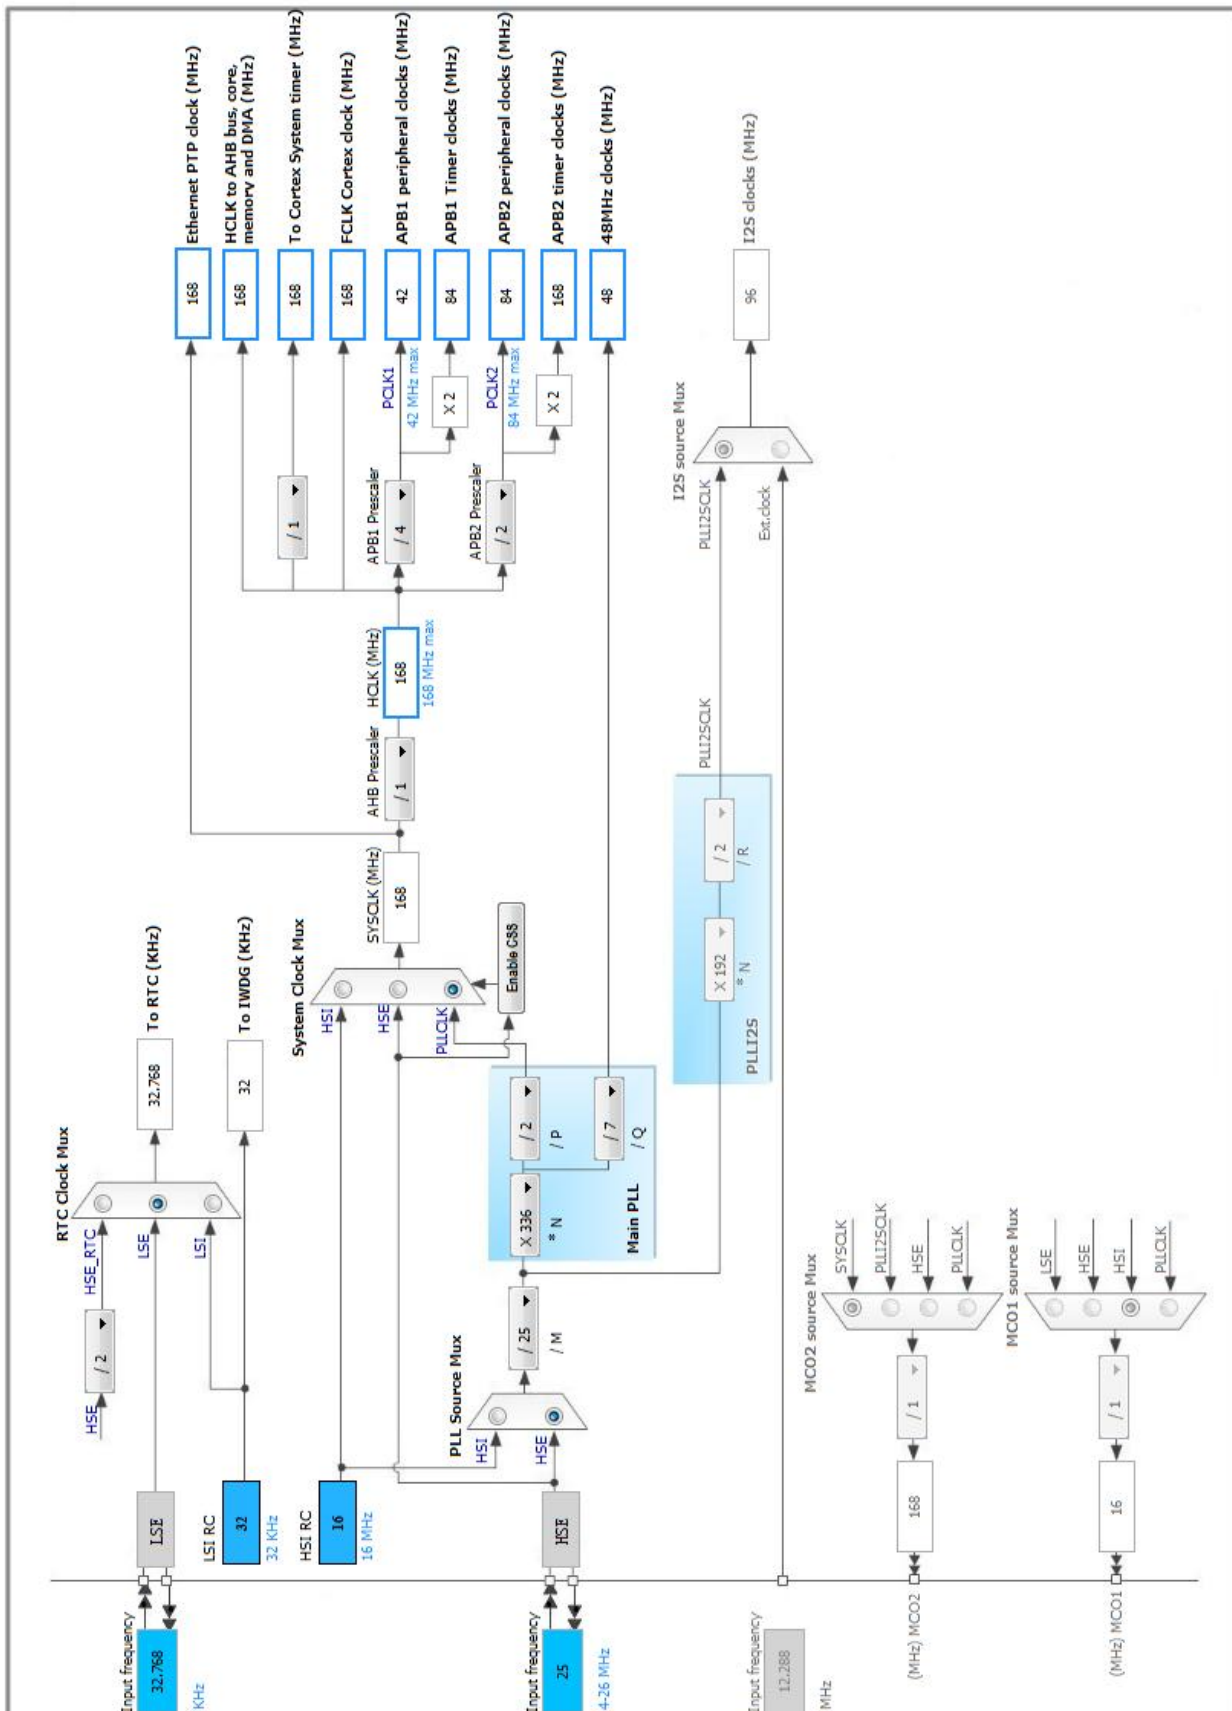 Input frequency
32.768
KHz
LSE
HSE
/ 2
HSE_RTC
LSE
LSI
RTC Clock Mux
32.768
To RTC (KHz)
LSI RC
32
32 KHz
32
To IWDG (KHz)
HSI RC
16
16 MHz
Input frequency
25
4-26 MHz
HSE
PLL Source Mux
HSI
HSE
/ 25
/ M
X 336
* N
/ 2
/ P
/ 7
/ Q
Main PLL
System Clock Mux
HSI
HSE
PLLCLK
Enable CSS
SYSCLK (MHz)
168
AHB Prescaler
/ 1
HCLK (MHz)
168
168 MHz max
/ 1
APB1 Prescaler
/ 4
PCLK1
42 MHz max
X 2
APB2 Prescaler
/ 2
PCLK2
84 MHz max
X 2
168
Ethernet PTP clock (MHz)
168
HCLK to AHB bus, core,
memory and DMA (MHz)
168
To Cortex System timer (MHz)
168
FCLK Cortex clock (MHz)
42
APB1 peripheral clocks (MHz)
84
APB1 Timer clocks (MHz)
84
APB2 peripheral clocks (MHz)
168
APB2 timer clocks (MHz)
48
48MHz clocks (MHz)
X 192
* N
/ 2
/ R
PLLI2S
PLLI2SCLK
PLLI2SCLK
I2S source Mux
Ext.clock
96
I2S clocks (MHz)
Input frequency
12.288
MHz
MCO2 source Mux
SYSCLK
PLLI2SCLK
HSE
PLLCLK
/ 1
168
(MHz) MCO2
MCO1 source Mux
LSE
HSE
HSI
PLLCLK
/ 1
16
(MHz) MCO1